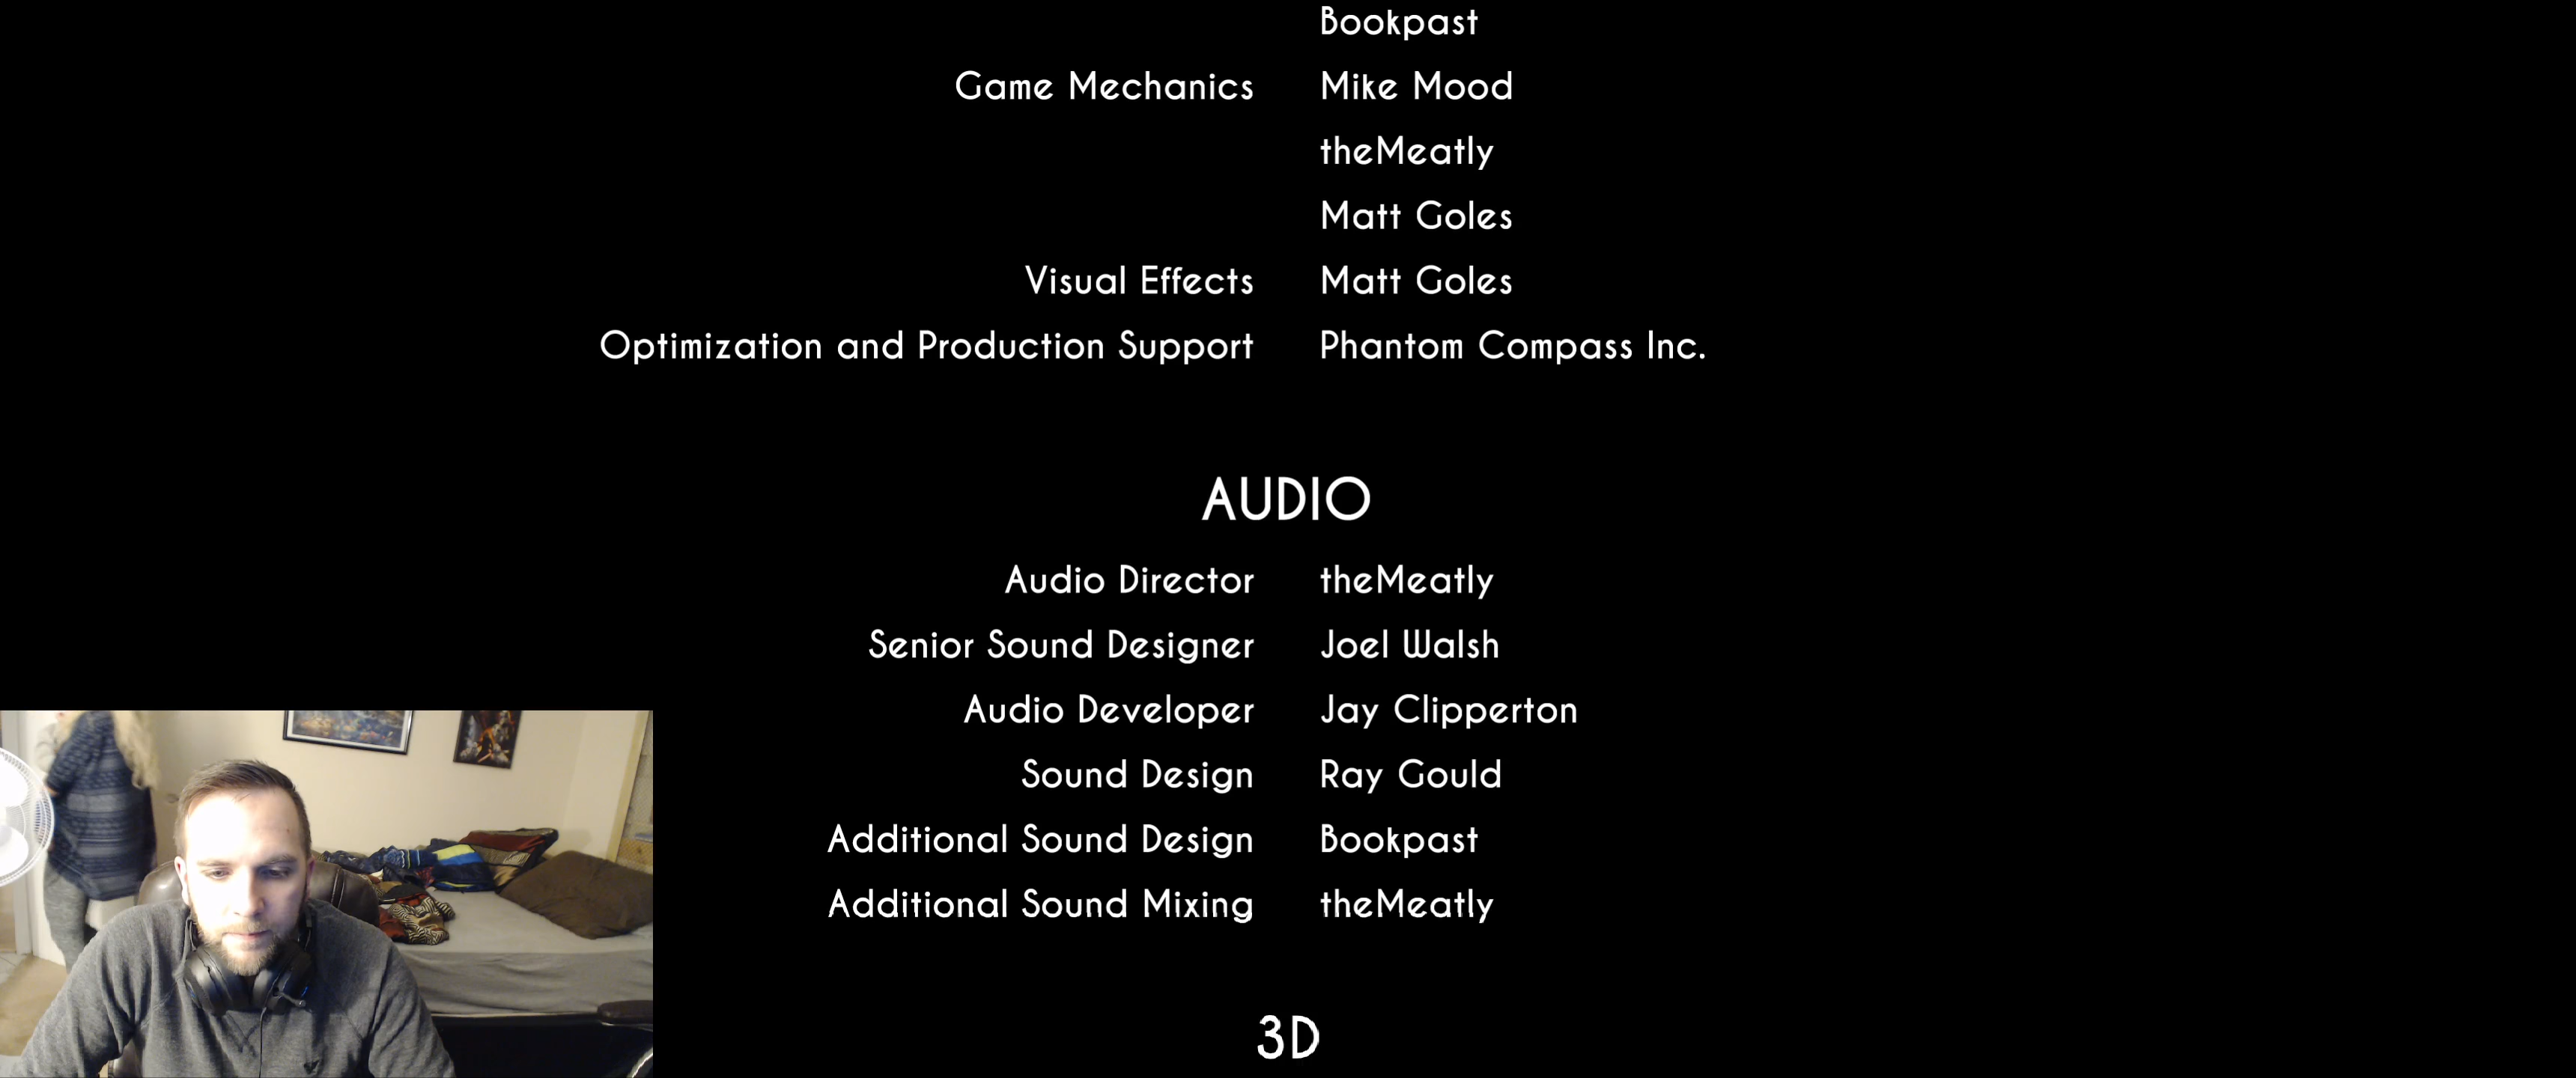 Bookpast
Game Mechanics Mike Mood
theMeatly
Matt Goles
Visual Effects Matt Goles
Optimization and Production Support Phantom Compass Inc.
AUDIO
Audio Director theMeatly
Senior Sound Designer Joel Walsh
Audio Developer Jay Clipperton
Sound Design Ray Gould
Additional Sound Design Bookpast
Additional Sound Mixing theMeatly
3D